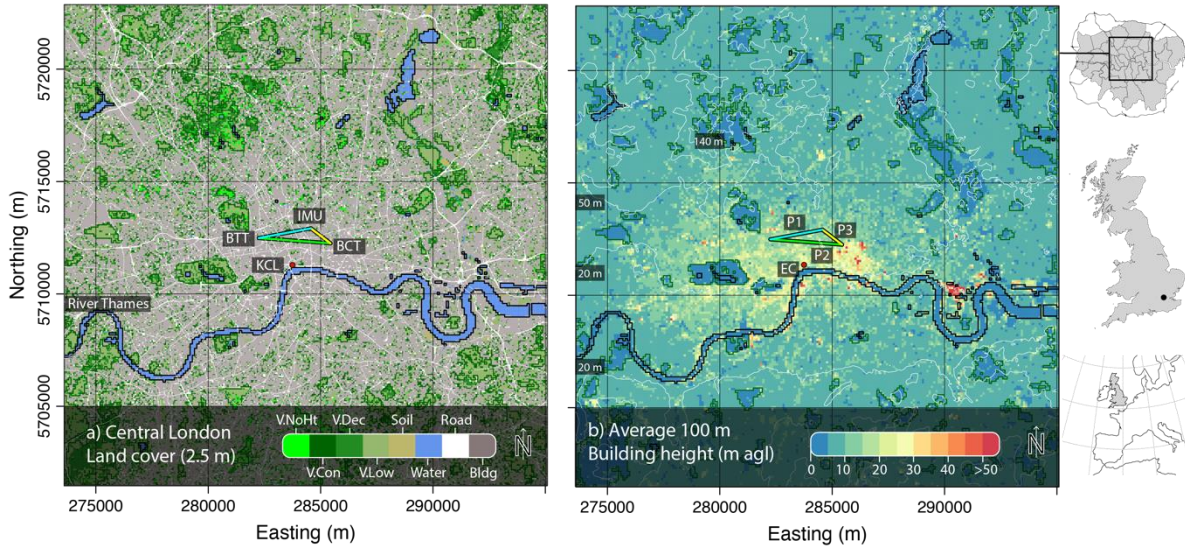 Northing (m)
5720000
5715000
5710000
5705000
IMU
BTT
BCT
KCL
River Thames
a) Central London
Land cover (2.5 m)
V.NoHt
V.Dec
Soil
Road
V.Con
V.Low
Water
Bldg
N
275000
280000
285000
290000
Easting (m)
140 m
50 m
20 m
20 m
P1
P3
P2
EC
b) Average 100 m
Building height (m agl)
0
10
20
30
40
>50
N
275000
280000
285000
290000
Easting (m)